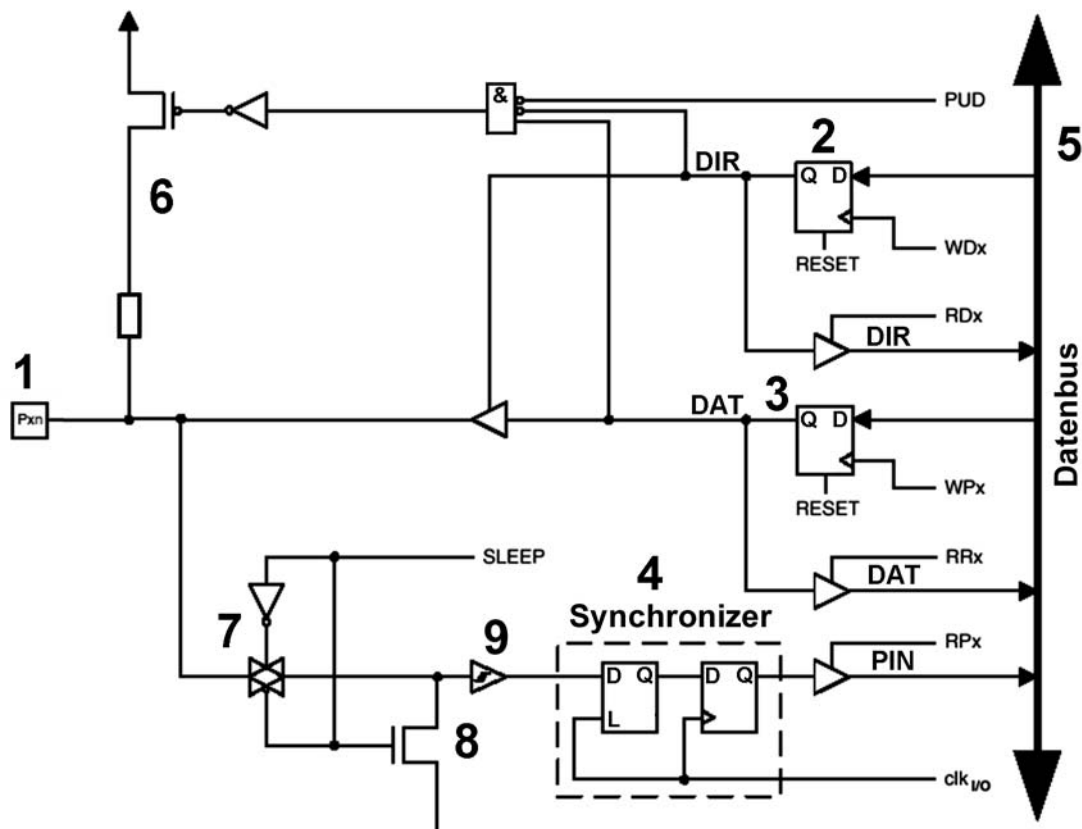 &
PUD
2
5
DIR
Q D
6
WDx
RESET
RDx
DIR
1
DAT
3
Pxn
Q D
Datenbus
WPx
RESET
SLEEP
RRx
4
DAT
Synchronizer
7
9
RPx
PIN
D Q
D Q
L
8
clk I/O